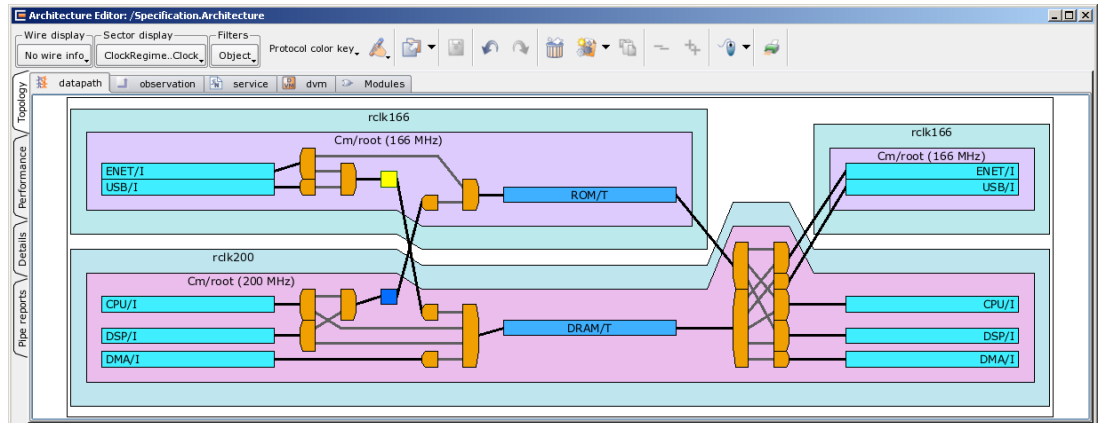 Architecture Editor: /Specification.Architecture
Wire display
Sector display
Filters
No wire info
ClockRegime..Clock
Object
Protocol color key
datapath
observation
service
dvm
Modules
Topology
Performance
Details
Pipe reports
rclk166
Cm/root (166 MHz)
ENET/I
USB/I
ROM/T
rclk166
Cm/root (166 MHz)
ENET/I
USB/I
rclk200
Cm/root (200 MHz)
CPU/I
DSP/I
DMA/I
DRAM/T
CPU/I
DSP/I
DMA/I